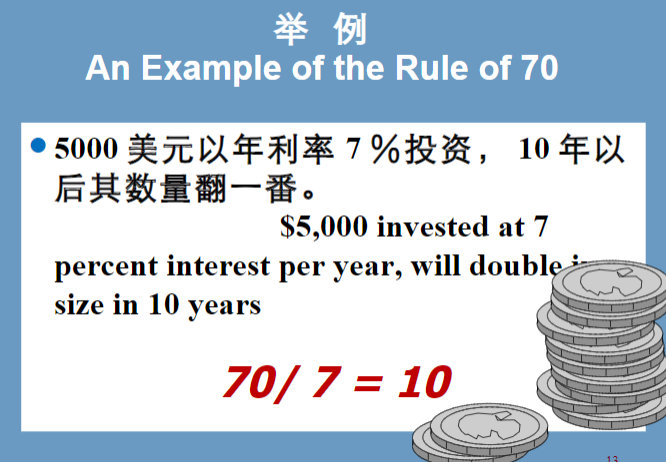 举 例
An Example of the Rule of 70
5000 美元以年利率 7 %投资， 10 年以
后其数量翻一番。
$5,000 invested at 7
percent interest per year, will double
size in 10 years
70/ 7 = 10
13